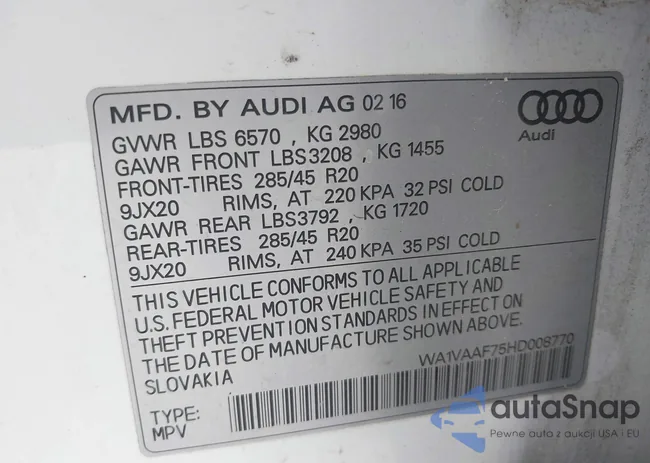 MFD. BY AUDI AG 02 16
Audi
GVWR LBS 6570 , KG 2980
GAWR FRONT LBS3208 , KG 1455
FRONT-TIRES 285/45 R20
9JX20 RIMS, AT 220 KPA 32 PSI COLD
GAWR REAR LBS3792 , KG 1720
REAR-TIRES 285/45 R20
9JX20 RIMS, AT 240 KPA 35 PSI COLD
THIS VEHICLE CONFORMS TO ALL APPLICABLE
U.S. FEDERAL MOTOR VEHICLE SAFETY AND
THEFT PREVENTION STANDARDS IN EFFECT ON
THE DATE OF MANUFACTURE SHOWN ABOVE.
SLOVAKIA
WA1VAAF75HD008770
TYPE:
MPV
autaSnap
Pewne auta z aukcji USA i EU